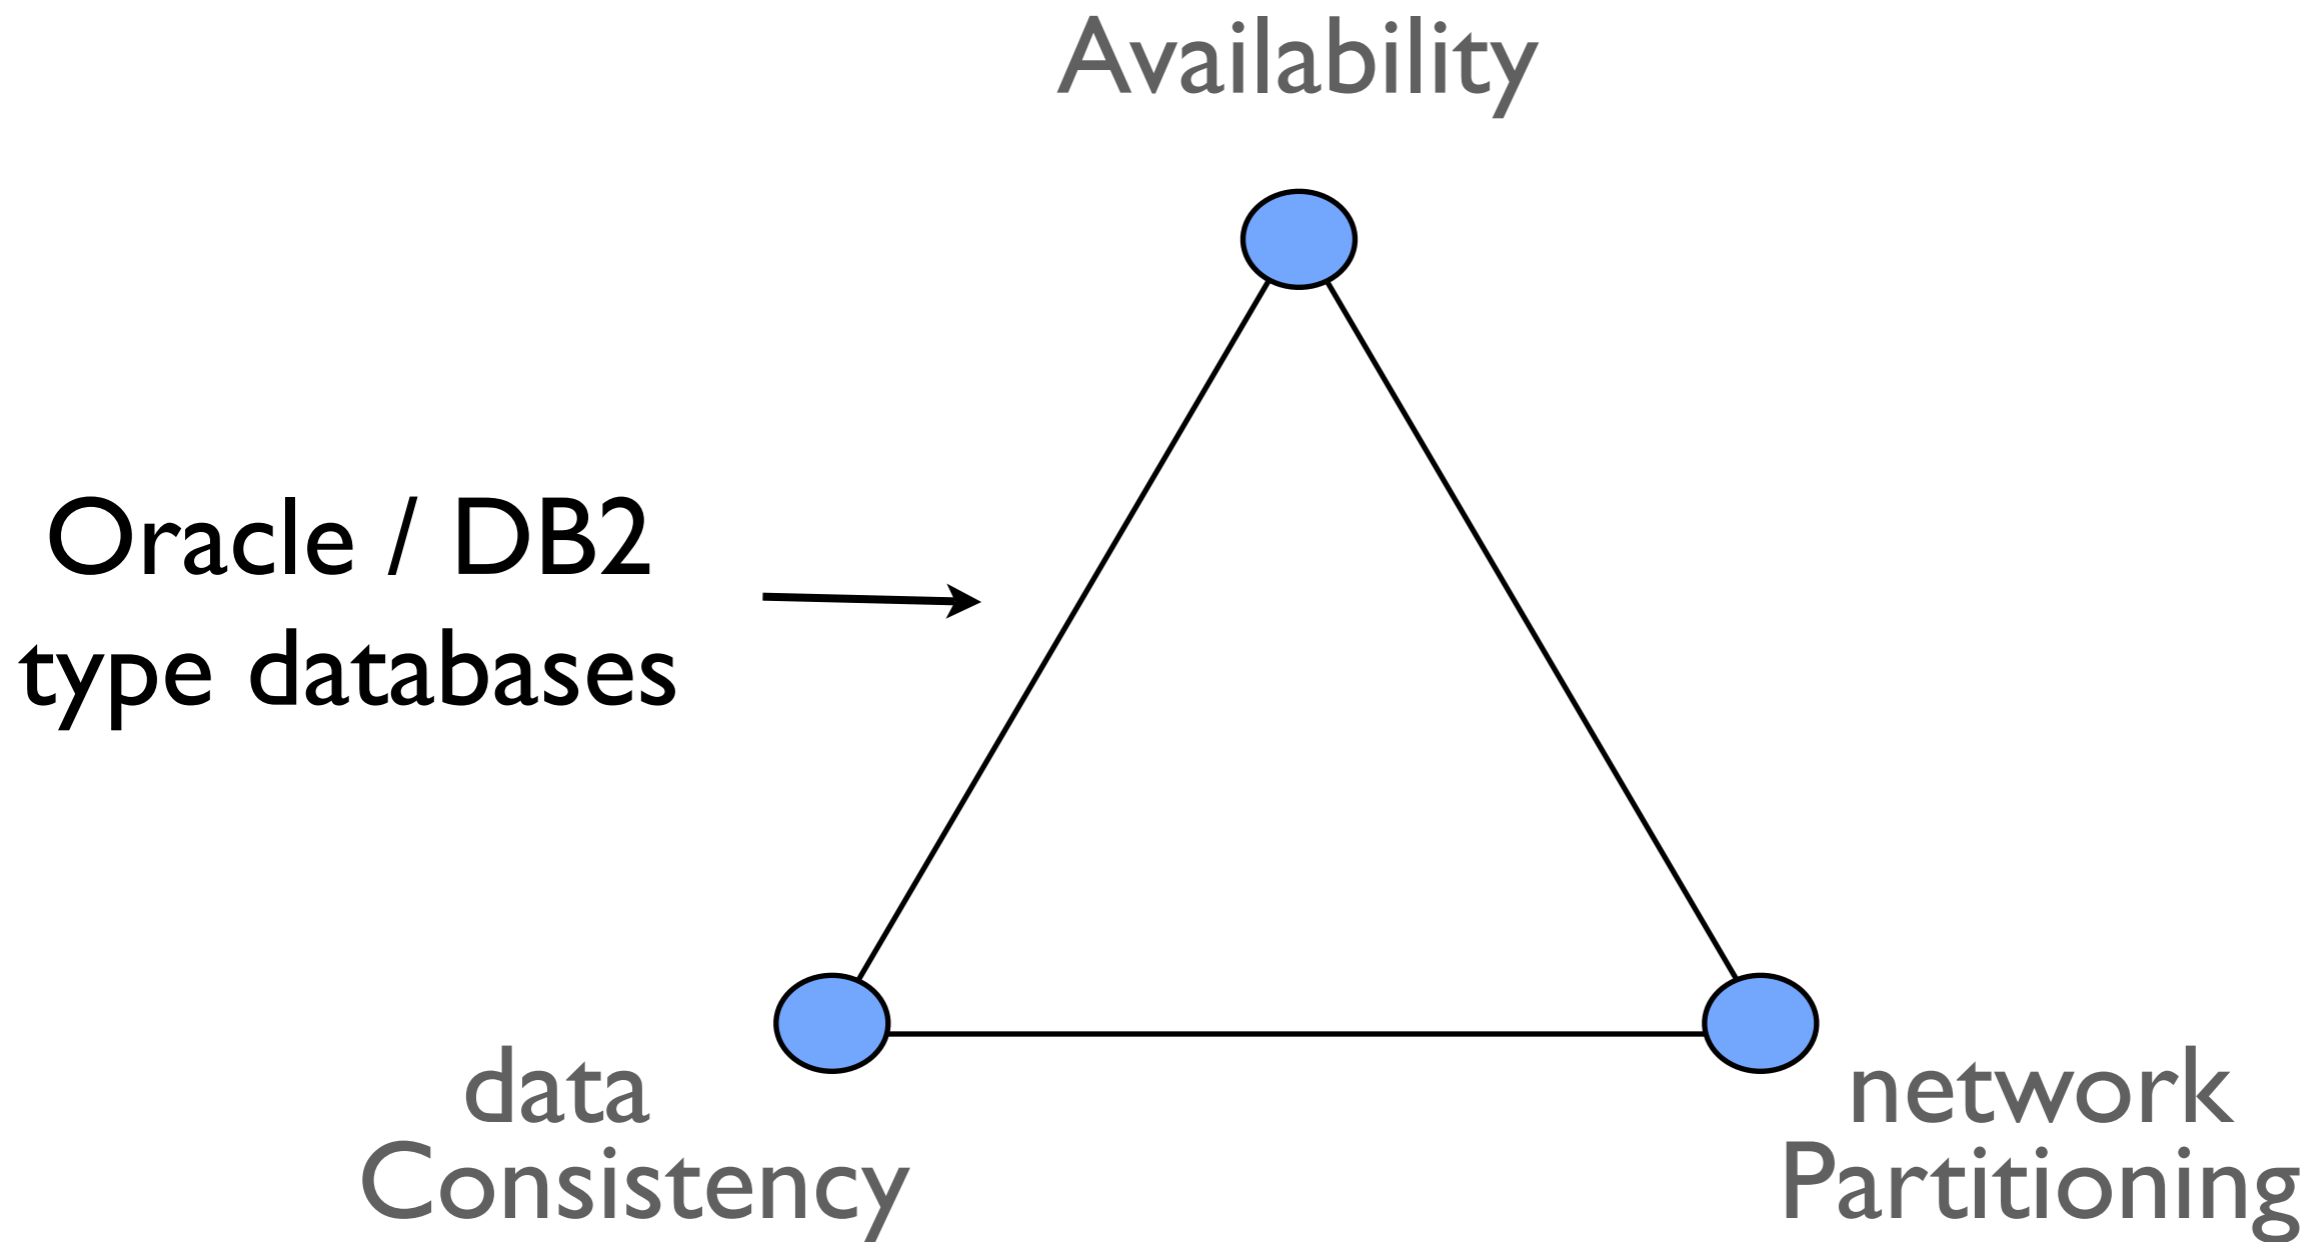 Availability
Oracle / DB2
type databases
data
Consistency
network
Partitioning